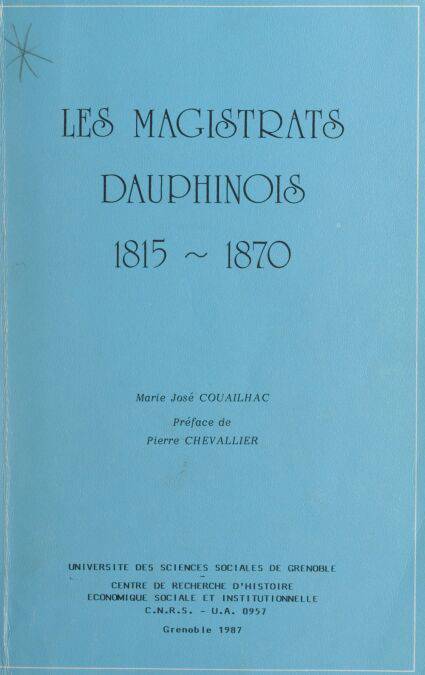 LES MAGISTRATS
DAUPHINOIS
1815 ~ 1870
Marie José COUAILHAC
Préface de
Pierre CHEVALLIER
UNIVERSITE DES SCIENCES SOCIALES DE GRENOBLE
-
CENTRE DE RECHERCHE D'HISTOIRE
ECONOMIQUE SOCIALE ET INSTITUTIONNELLE
C.N.R.S. - U.A. 0957
Grenoble 1987